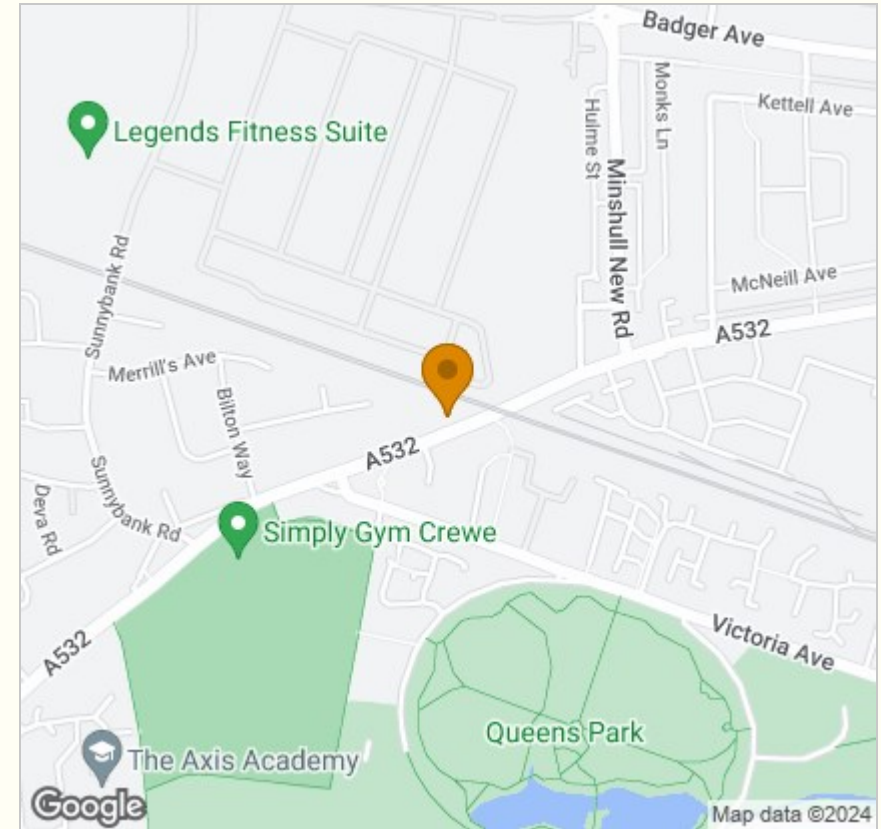 Badger Ave
Monks Ln
Hulme St
Kettell Ave
Legends Fitness Suite
Minshull New Rd
Sunnybank Rd
McNeill Ave
A532
Merrill's Ave
Bilton Way
A532
Sunnybank Rd
Deva Rd
Simply Gym Crewe
Victoria Ave
A532
Queens Park
The Axis Academy
Google
Map data ©2024